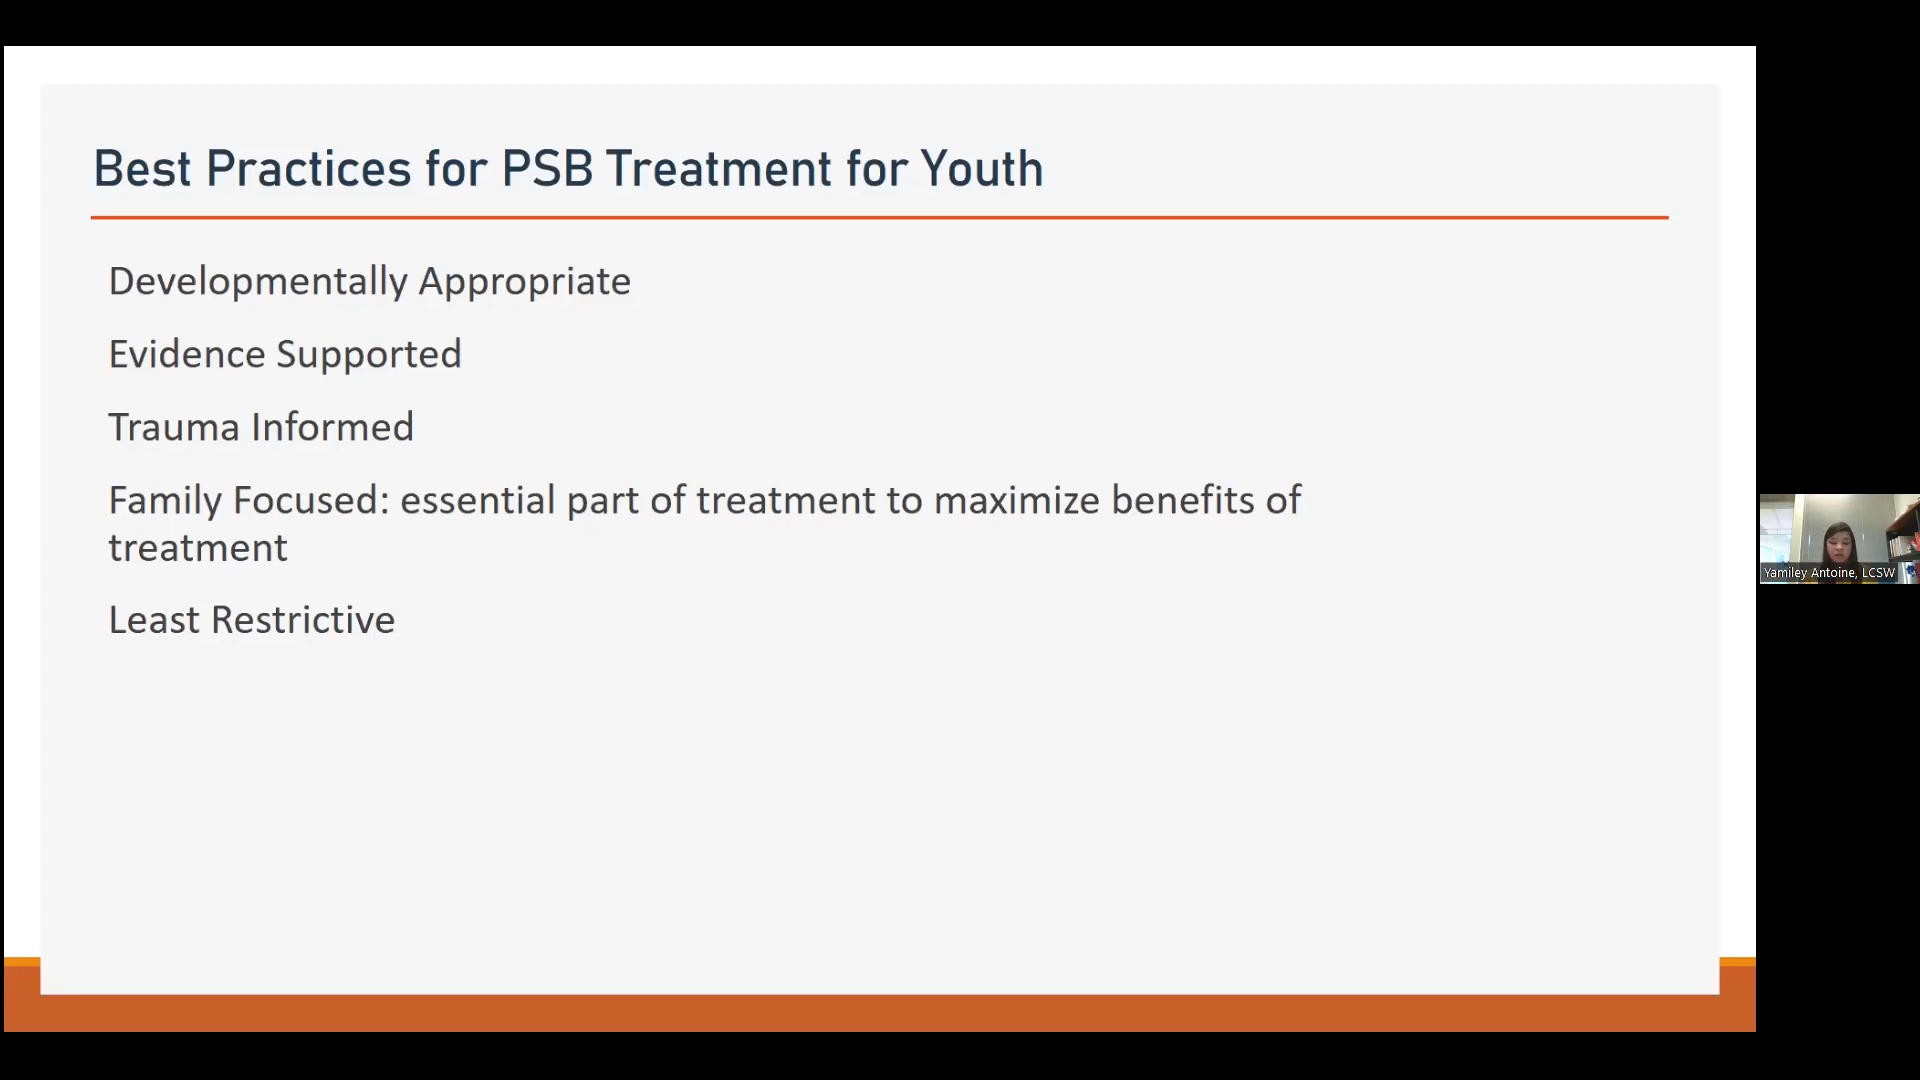 Best Practices for PSB Treatment for Youth
Developmentally Appropriate
Evidence Supported
Trauma Informed
Family Focused: essential part of treatment to maximize benefits of
treatment
Least Restrictive
Yamiley Antoine, LCSW